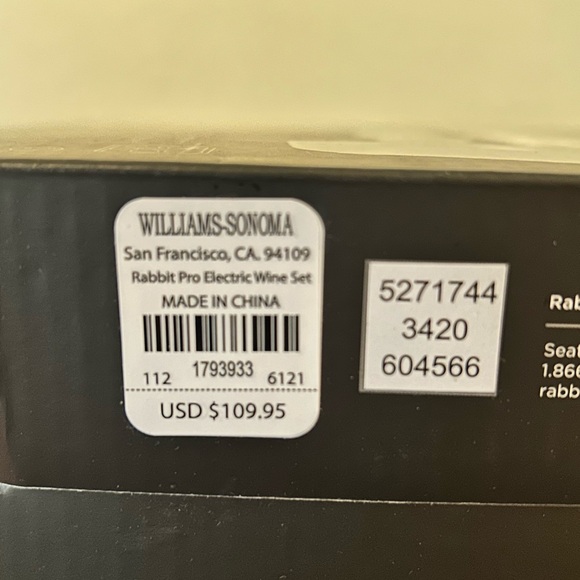 WILLIAMS-SONOMA
San Francisco, CA. 94109
Rabbit Pro Electric Wine Set
MADE IN CHINA
1793933
112 6121
USD $109.95
5271744
3420
604566
Rab
Seat
1.866
rabb